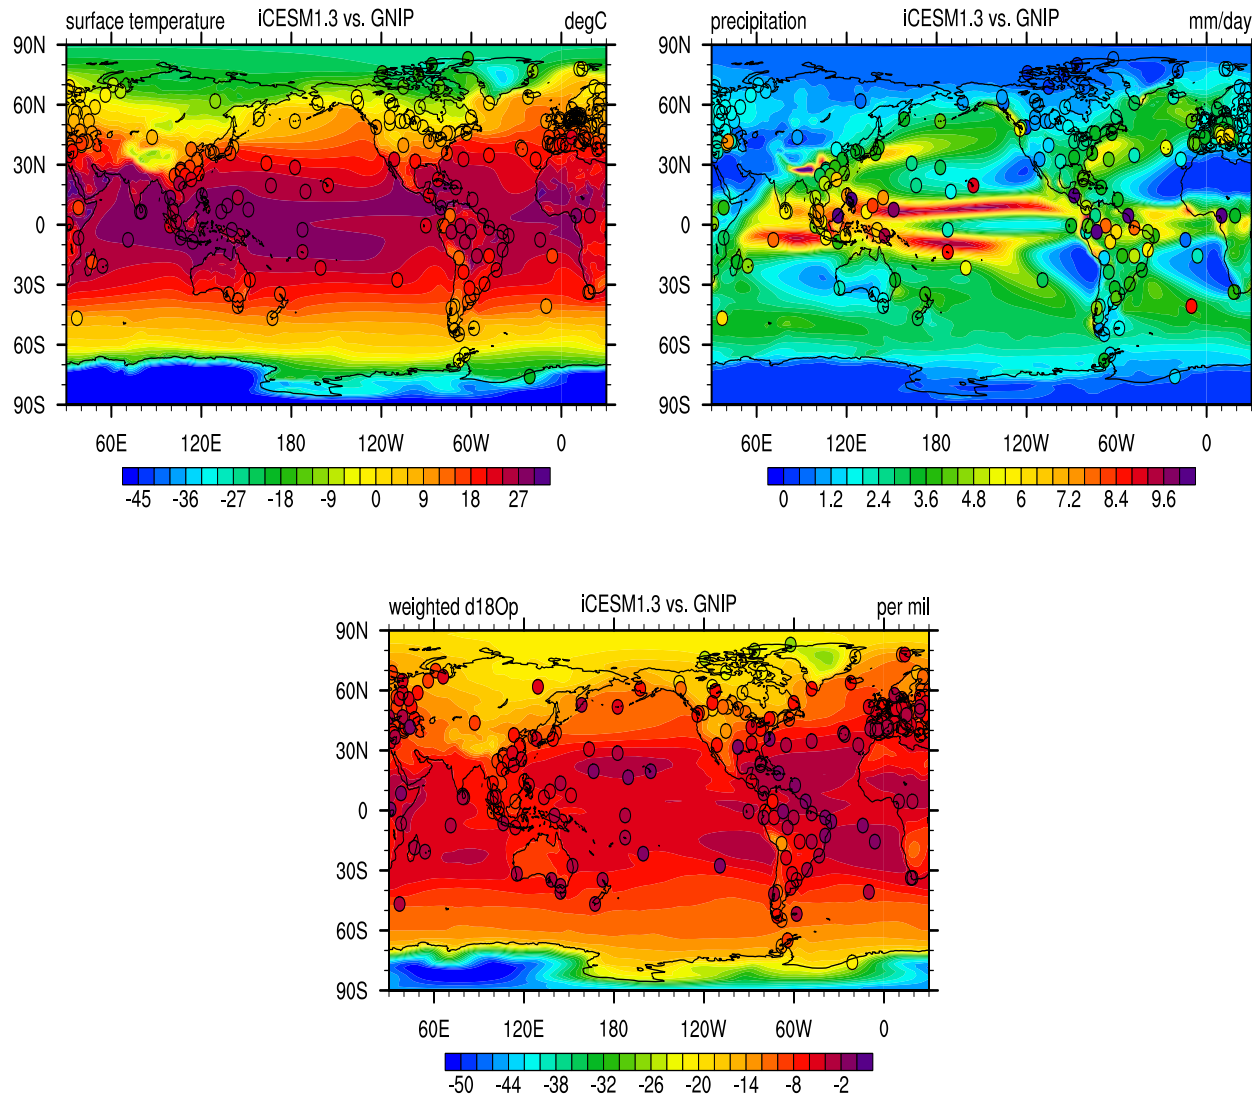 surface temperature iCESM1.3 vs. GNIP degC
90N
60N
30N
0
30S
60S
90S
60E 120E 180 120W 60W 0
-45 -36 -27 -18 -9 0 9 18 27
precipitation iCESM1.3 vs. GNIP mm/day
90N
60N
30N
0
30S
60S
90S
60E 120E 180 120W 60W 0
0 1.2 2.4 3.6 4.8 6 7.2 8.4 9.6
weighted d18Op iCESM1.3 vs. GNIP per mil
90N
60N
30N
0
30S
60S
90S
60E 120E 180 120W 60W 0
-50 -44 -38 -32 -26 -20 -14 -8 -2